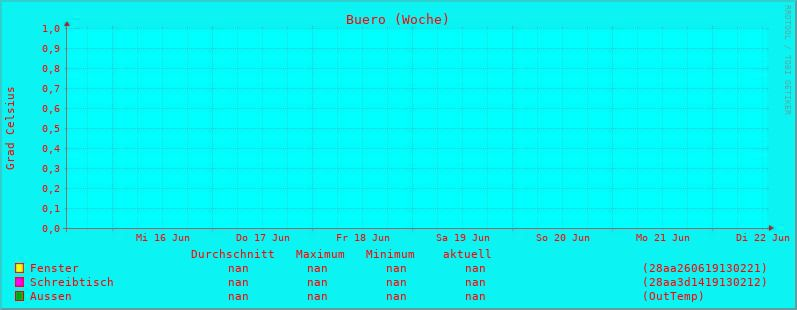 Buero (Woche)
RRDTOOL / TOBI OETIKER
Grad Celsius
1,0
0,9
0,8
0,7
0,6
0,5
0,4
0,3
0,2
0,1
0,0
Mi 16 Jun Do 17 Jun Fr 18 Jun Sa 19 Jun So 20 Jun Mo 21 Jun Di 22 Jun
Durchschnitt Maximum Minimum aktuell
Fenster nan nan nan nan (28aa260619130221)
Schreibtisch nan nan nan nan (28aa3d1419130212)
Aussen nan nan nan nan (OutTemp)